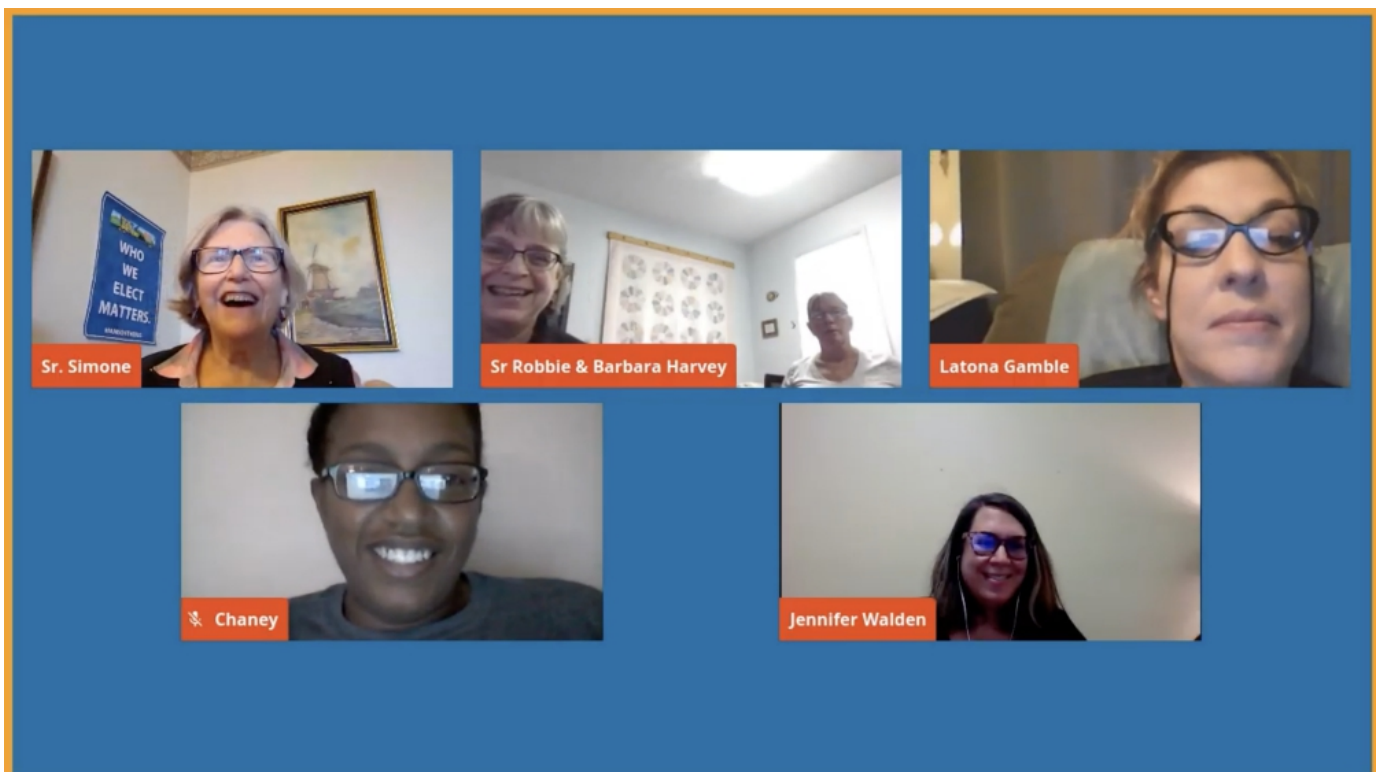 WHO
WE
ELECT
MATTERS.
Sr. Simone
Sr Robbie & Barbara Harvey
Latona Gamble
Chaney
Jennifer Walden